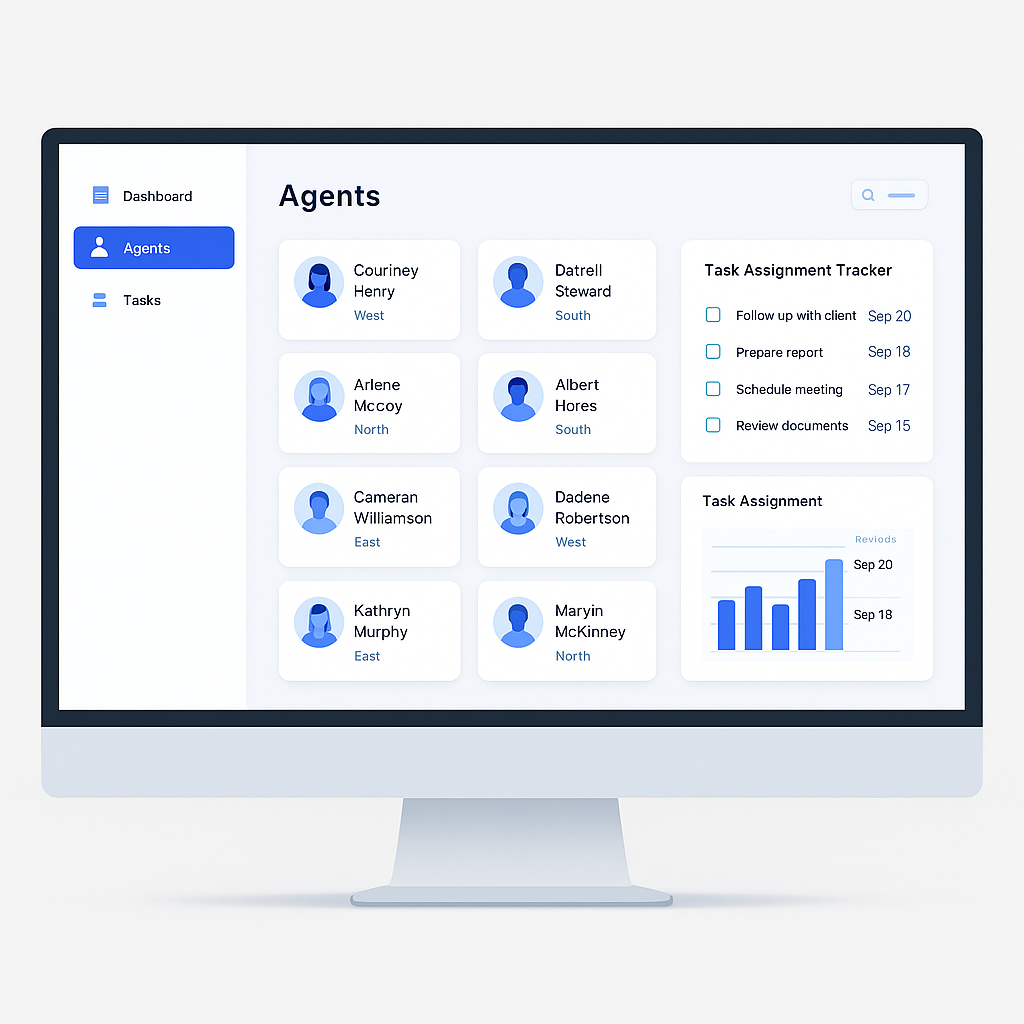 Dashboard
Agents
Tasks
Agents
Couriney
Henry
West
Datrell
Steward
South
Arlene
Mccoy
North
Albert
Hores
South
Cameran
Williamson
East
Dadene
Robertson
West
Kathryn
Murphy
East
Maryin
McKinney
North
Task Assignment Tracker
Follow up with client Sep 20
Prepare report Sep 18
Schedule meeting Sep 17
Review documents Sep 15
Task Assignment
Reviods
Sep 20
Sep 18